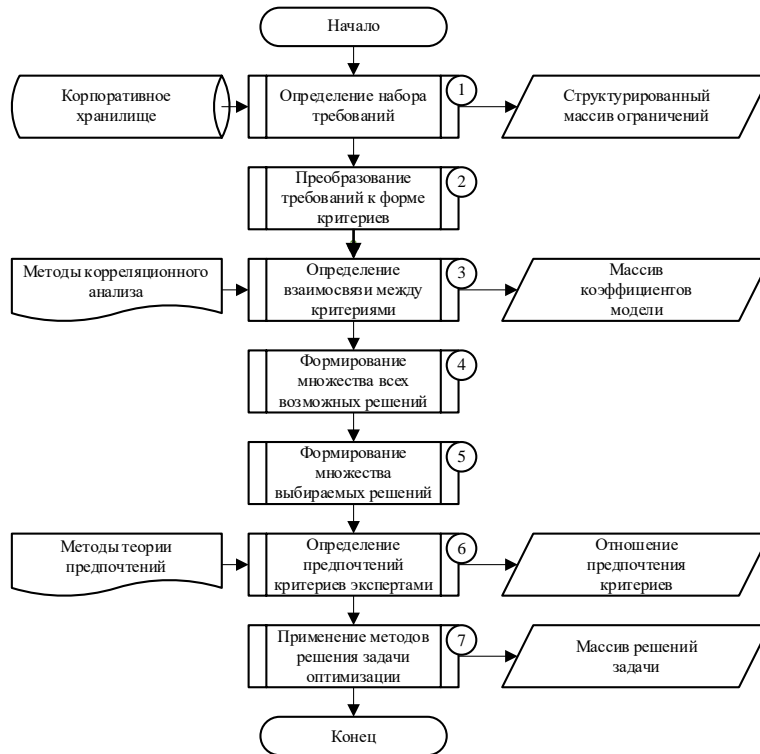 Начало
Корпоративное
хранилище
Определение набора
требований
1
Структурированный
массив ограничений
Преобразование
требований к форме
критериев
2
Методы корреляционного
анализа
Определение
взаимосвязи между
критериями
3
Массив
коэффициентов
модели
Формирование
множества всех
возможных решений
4
Формирование
множества
выбираемых решений
5
Методы теории
предпочтений
Определение
предпочтений
критериев экспертами
6
Отношение
предпочтения
критериев
Применение методов
решения задачи
оптимизации
7
Массив решений
задачи
Конец